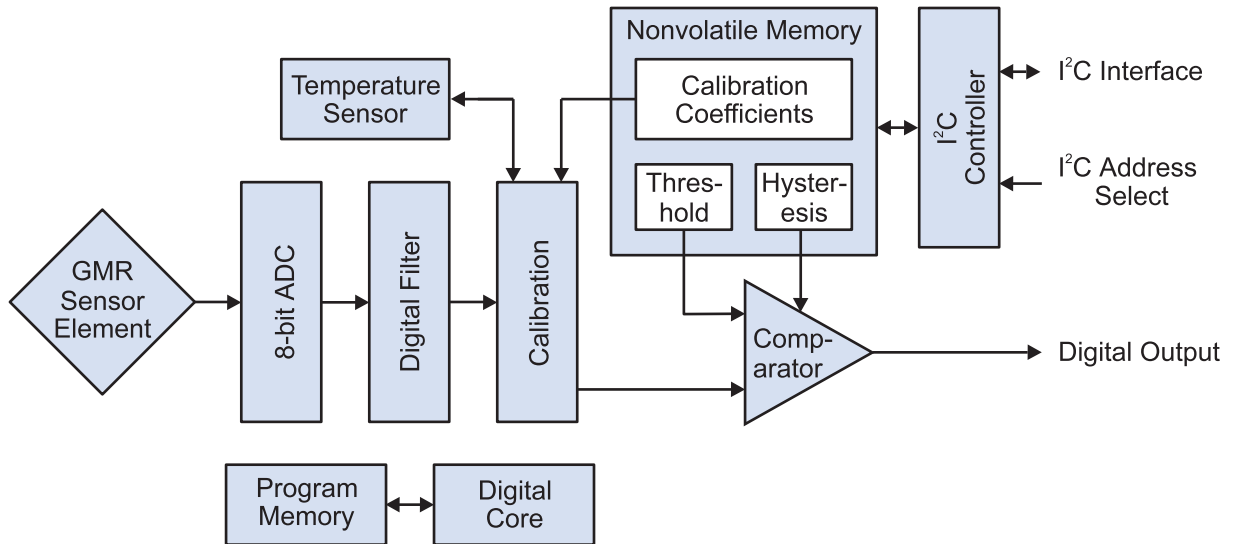 Nonvolatile Memory
Temperature
Sensor
Calibration
Coefficients
I²C
Controller
I²C Interface
I²C Address
Select
Thres-
hold
Hyster-
esis
GMR
Sensor
Element
8-bit ADC
Digital Filter
Calibration
Comp-
arator
Digital Output
Program
Memory
Digital
Core